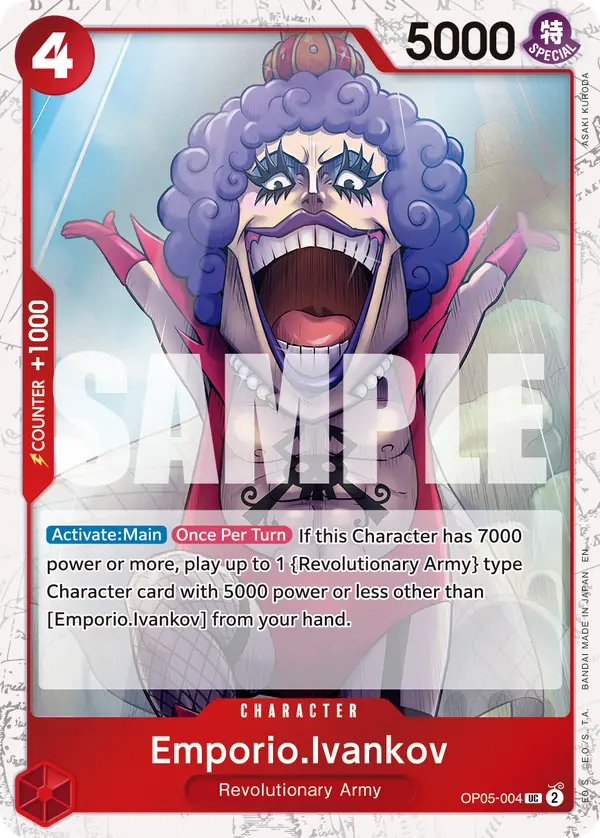 4
5000
特
SPECIAL
ASAKI KURODA
COUNTER +1000
SAMPLE
Activate:Main Once Per Turn If this Character has 7000
power or more, play up to 1 {Revolutionary Army} type
Character card with 5000 power or less other than
[Emporio.Ivankov] from your hand.
BANDAI MADE IN JAPAN EN
CHARACTER
Emporio.Ivankov
Revolutionary Army
OP05-004 UC 2